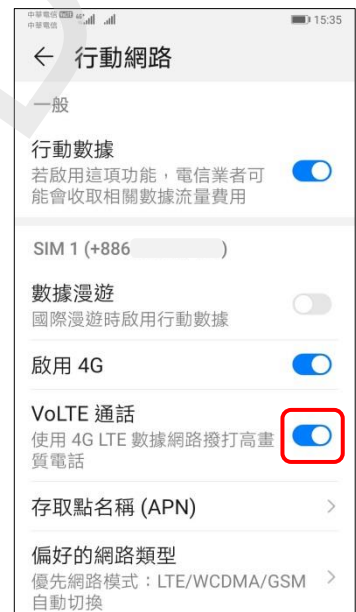 中華電信 VoLTE 4G 15:35
中華電信
← 行動網路
一般
行動數據
若啟用這項功能，電信業者可
能會收取相關數據流量費用
SIM 1 (+886 )
數據漫遊
國際漫遊時啟用行動數據
啟用 4G
VoLTE 通話
使用 4G LTE 數據網路撥打高畫
質電話
存取點名稱 (APN)
偏好的網路類型
優先網路模式：LTE/WCDMA/GSM
自動切換